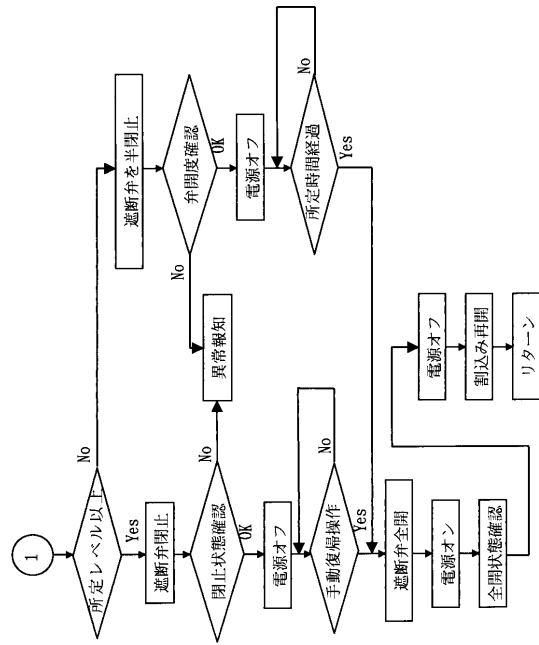 1
所定レベル以上
No
Yes
遮断弁閉止
遮断弁を半閉止
閉止状態確認
No
OK
異常報知
弁開度確認
No
OK
電源オフ
電源オフ
手動復帰操作
No
Yes
所定時間経過
No
Yes
遮断弁全開
電源オン
全開状態確認
電源オフ
割込み再開
リターン